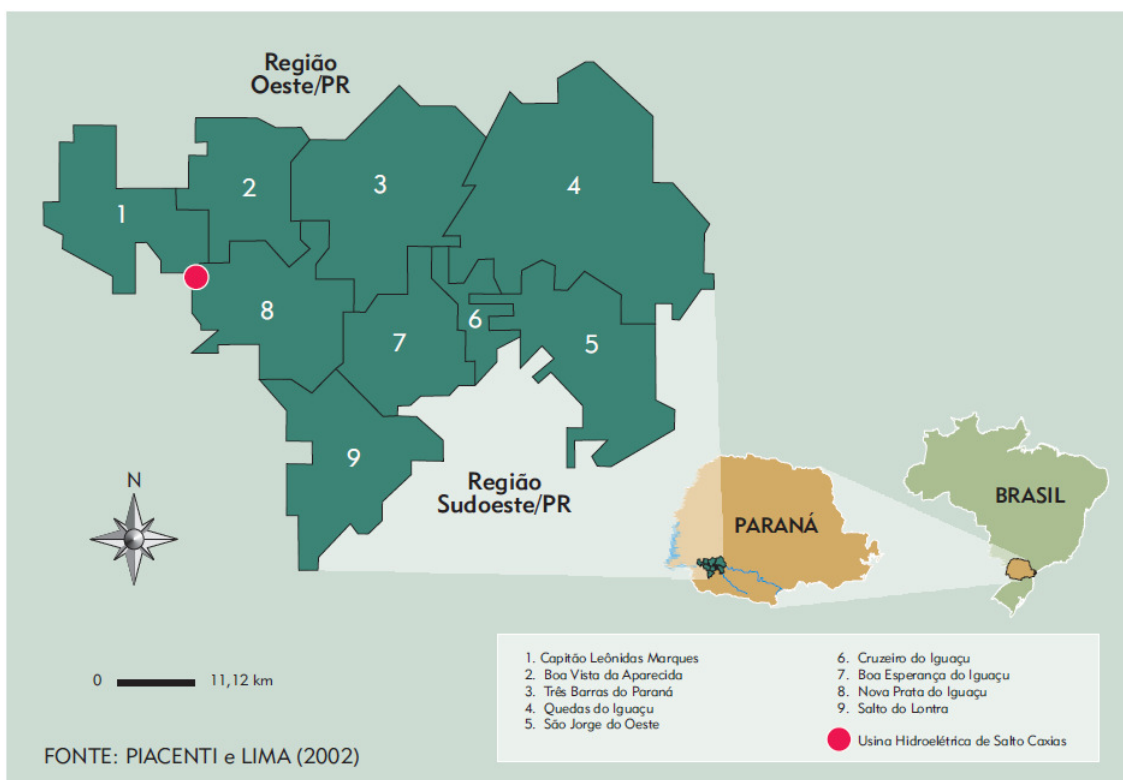 Região
Oeste/PR
1
2
3
4
5
6
7
8
9
Região
Sudoeste/PR
N
PARANÁ
BRASIL
0 11,12 km
1. Capitão Leônidas Marques
2. Boa Vista da Aparecida
3. Três Barras do Paraná
4. Quedas do Iguaçu
5. São Jorge do Oeste
6. Cruzeiro do Iguaçu
7. Boa Esperança do Iguaçu
8. Nova Prata do Iguaçu
9. Salto do Lontra
Usina Hidroelétrica de Salto Caxias
FONTE: PIACENTI e LIMA (2002)